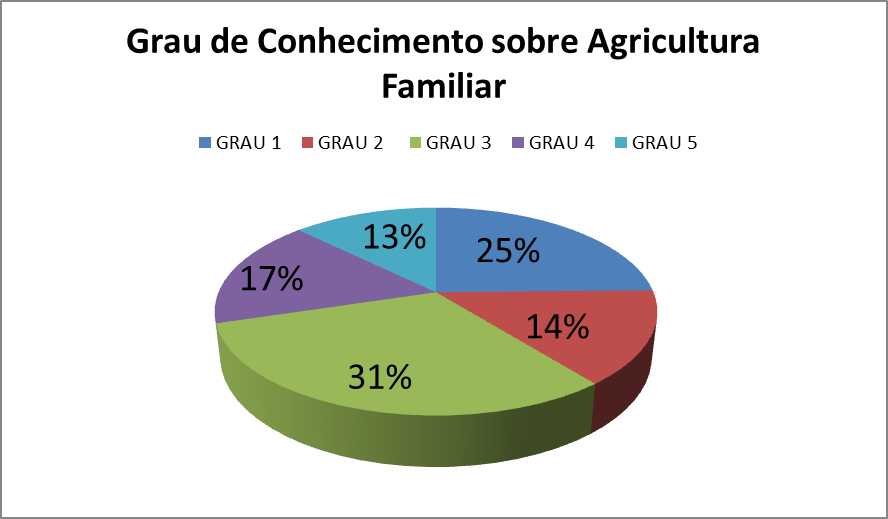 Grau de Conhecimento sobre Agricultura
Familiar
GRAU 1 GRAU 2 GRAU 3 GRAU 4 GRAU 5
13%
25%
17%
14%
31%